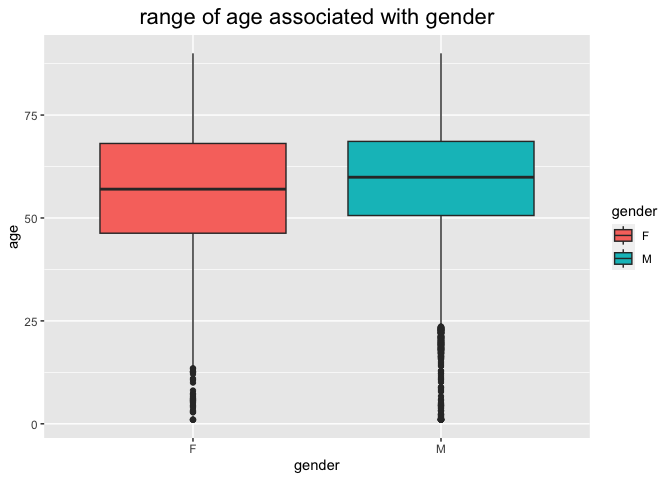 range of age associated with gender
75
50
25
0
age
F
M
gender
gender
F
M